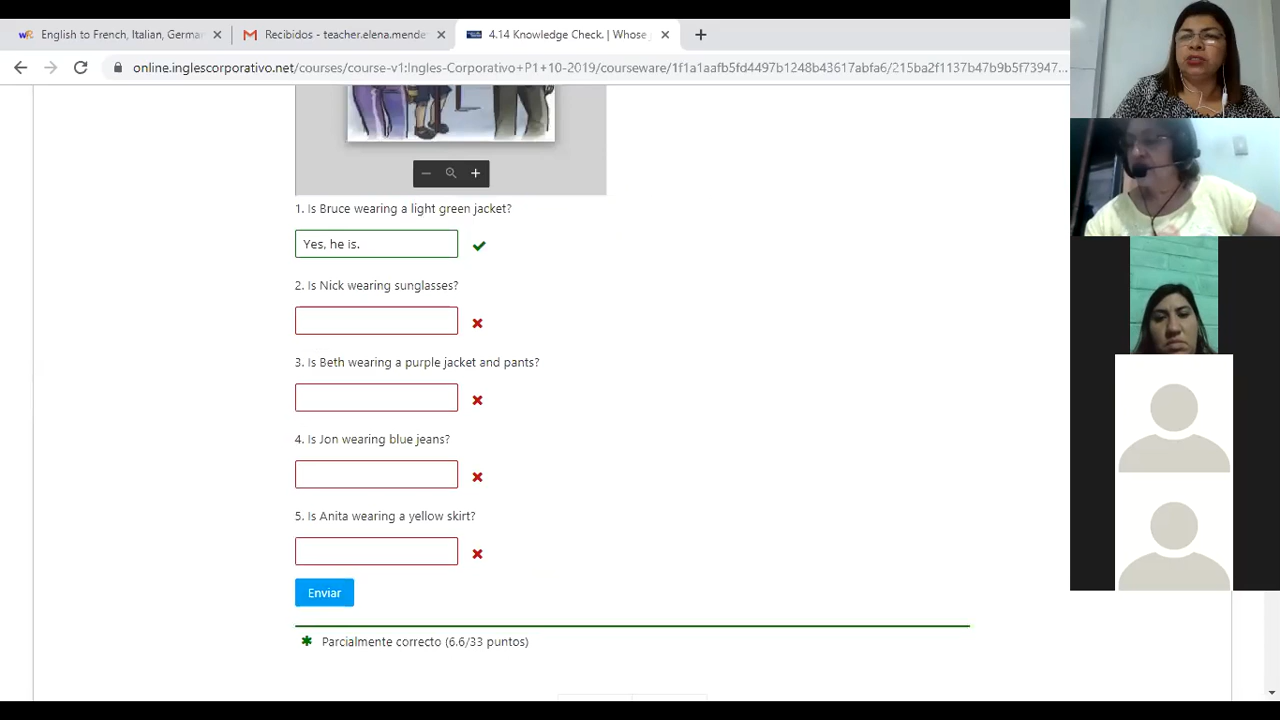 English to French, Italian, Germa
Recibidos - teacher.elena.mende
4.14 Knowledge Check. | Whose
online.inglescorporativo.net/courses/course-v1:Ingles-Corporativo+P1+10-2019/courseware/1f1a1aafb5fd4497b1248b43617abfa6/215ba2f1137b47b9b5f73947...
1. Is Bruce wearing a light green jacket?
Yes, he is.
2. Is Nick wearing sunglasses?
3. Is Beth wearing a purple jacket and pants?
4. Is Jon wearing blue jeans?
5. Is Anita wearing a yellow skirt?
Enviar
Parcialmente correcto (6.6/33 puntos)